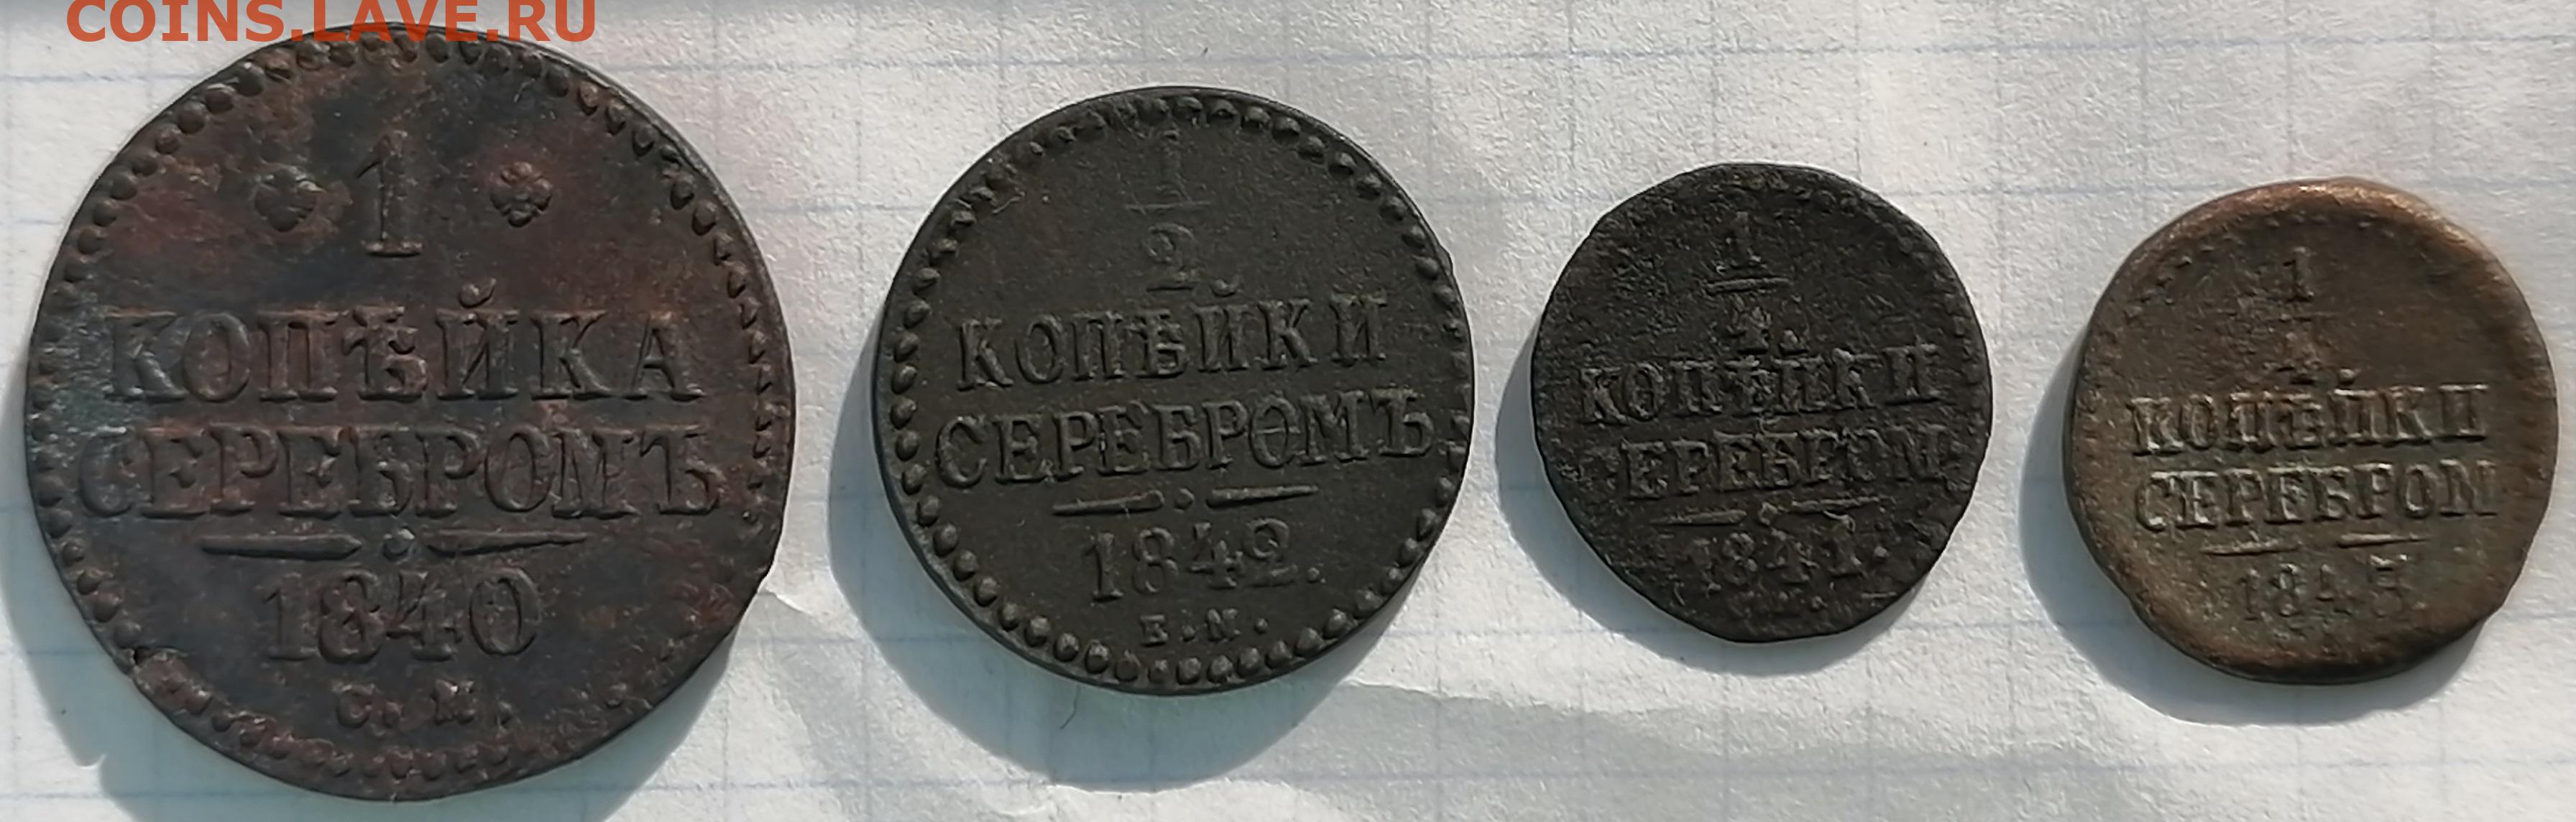 COINS.LAVE.RU
1
КОПѢЙКА
СЕРЕБРОМЪ
1840
С. М.
1
2.
КОПѢЙКИ
СЕРЕБРОМЪ
1842.
Е. М.
1
4.
КОПѢЙКИ
СЕРЕБРОМ
1841.
1
4.
КОПѢЙКИ
СЕРЕБРОМ